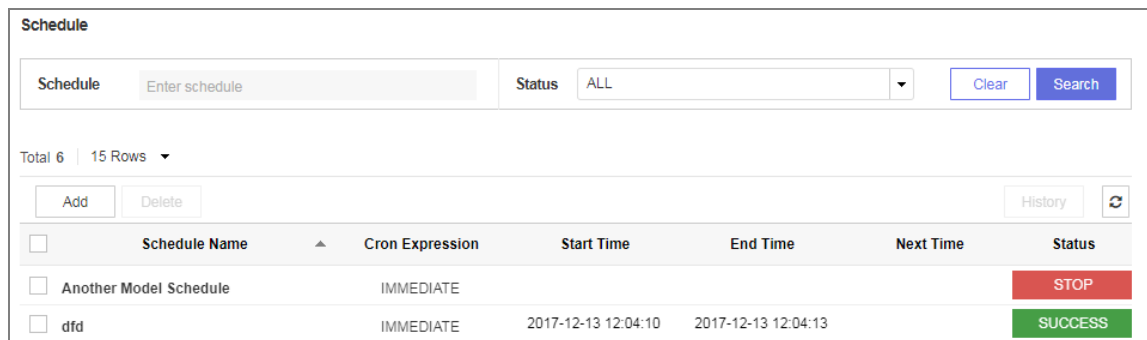 Schedule
Schedule Enter schedule Status ALL Clear Search
Total 6 15 Rows
Add Delete History
Schedule Name Cron Expression Start Time End Time Next Time Status
Another Model Schedule IMMEDIATE STOP
dfd IMMEDIATE 2017-12-13 12:04:10 2017-12-13 12:04:13 SUCCESS